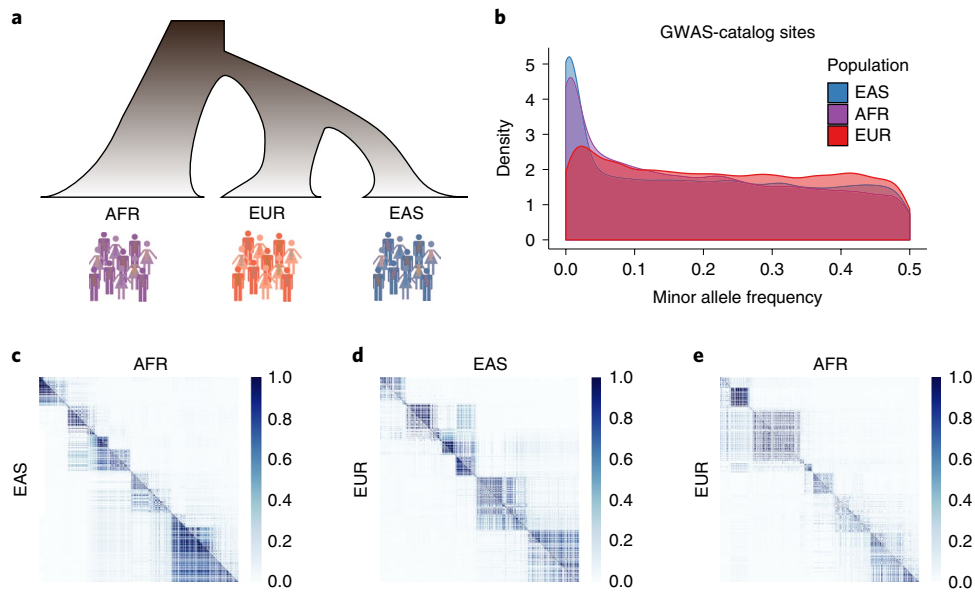 a
AFR
EUR
EAS
b
GWAS-catalog sites
Density
5
4
3
2
1
0
Population
EAS
AFR
EUR
0.0
0.1
0.2
0.3
0.4
0.5
Minor allele frequency
c
AFR
EAS
1.0
0.8
0.6
0.4
0.2
0.0
d
EAS
EUR
1.0
0.8
0.6
0.4
0.2
0.0
e
AFR
EUR
1.0
0.8
0.6
0.4
0.2
0.0